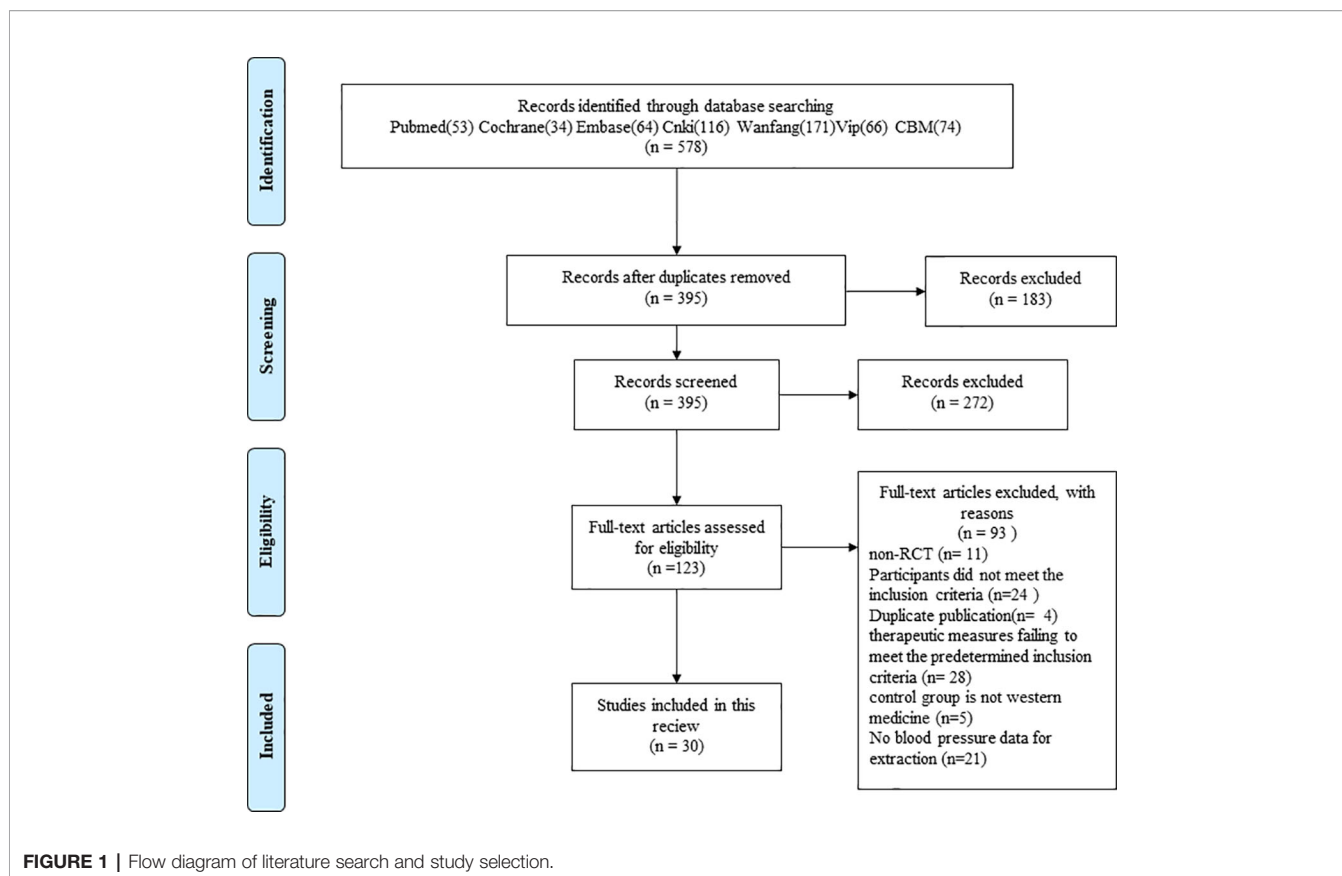 Identification
Records identified through database searching
Pubmed(53) Cochrane(34) Embase(64) Cnki(116) Wanfang(171)Vip(66) CBM(74)
(n = 578)
Screening
Records after duplicates removed
(n = 395)
Records excluded
(n = 183)
Records screened
(n = 395)
Records excluded
(n = 272)
Eligibility
Full-text articles assessed
for eligibility
(n =123)
Full-text articles excluded, with
reasons
(n = 93 )
non-RCT (n= 11)
Participants did not meet the
inclusion criteria (n=24 )
Duplicate publication(n= 4)
therapeutic measures failing to
meet the predetermined inclusion
criteria (n= 28)
control group is not western
medicine (n=5)
No blood pressure data for
extraction (n=21)
Included
Studies included in this
reciew
(n = 30)
FIGURE 1 | Flow diagram of literature search and study selection.